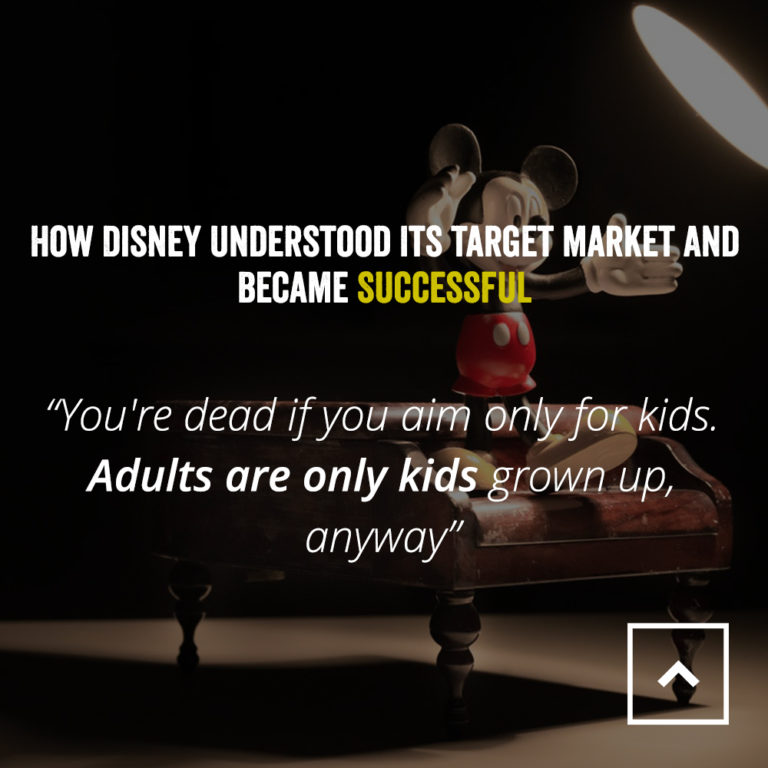 HOW DISNEY UNDERSTOOD ITS TARGET MARKET AND
BECAME SUCCESSFUL
“You're dead if you aim only for kids.
Adults are only kids grown up,
anyway”